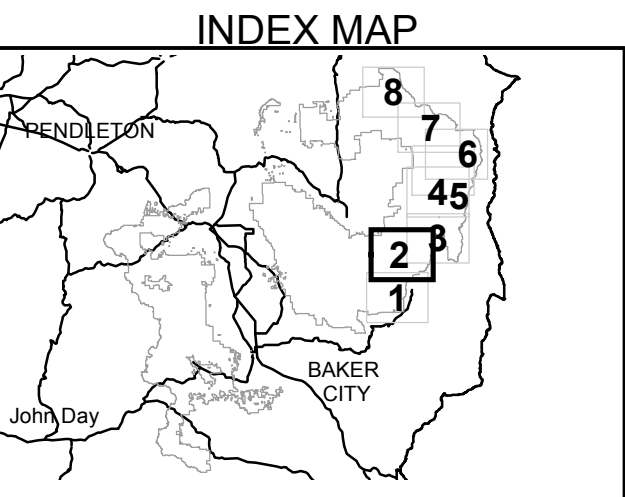 INDEX MAP
8
7
PENDLETON
6
45
3
2
1
BAKER
CITY
John Day